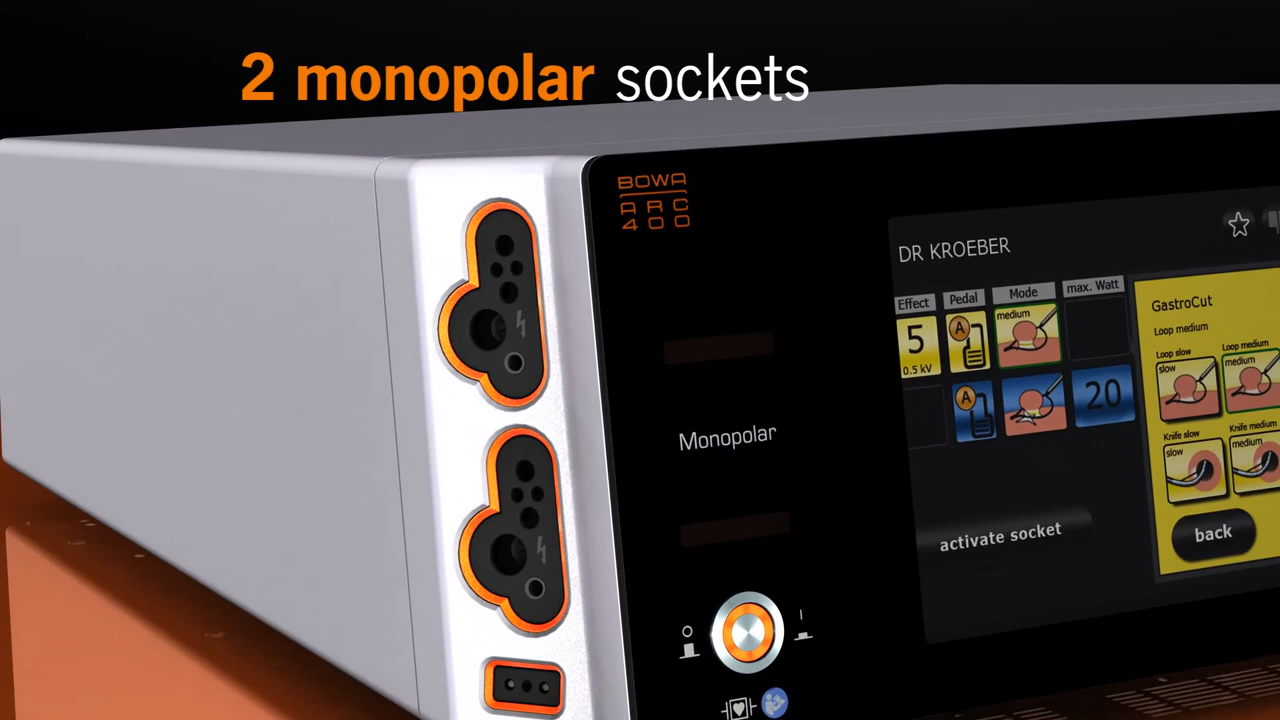 2 monopolar sockets
BOWA
ARC
400
DR KROEBER
Effect
Pedal
Mode
max. Watt
5
0.5 kV
A
medium
A
20
GastroCut
Loop medium
Loop slow
Loop medium
slow
medium
Knife slow
Knife medium
slow
medium
Monopolar
activate socket
back